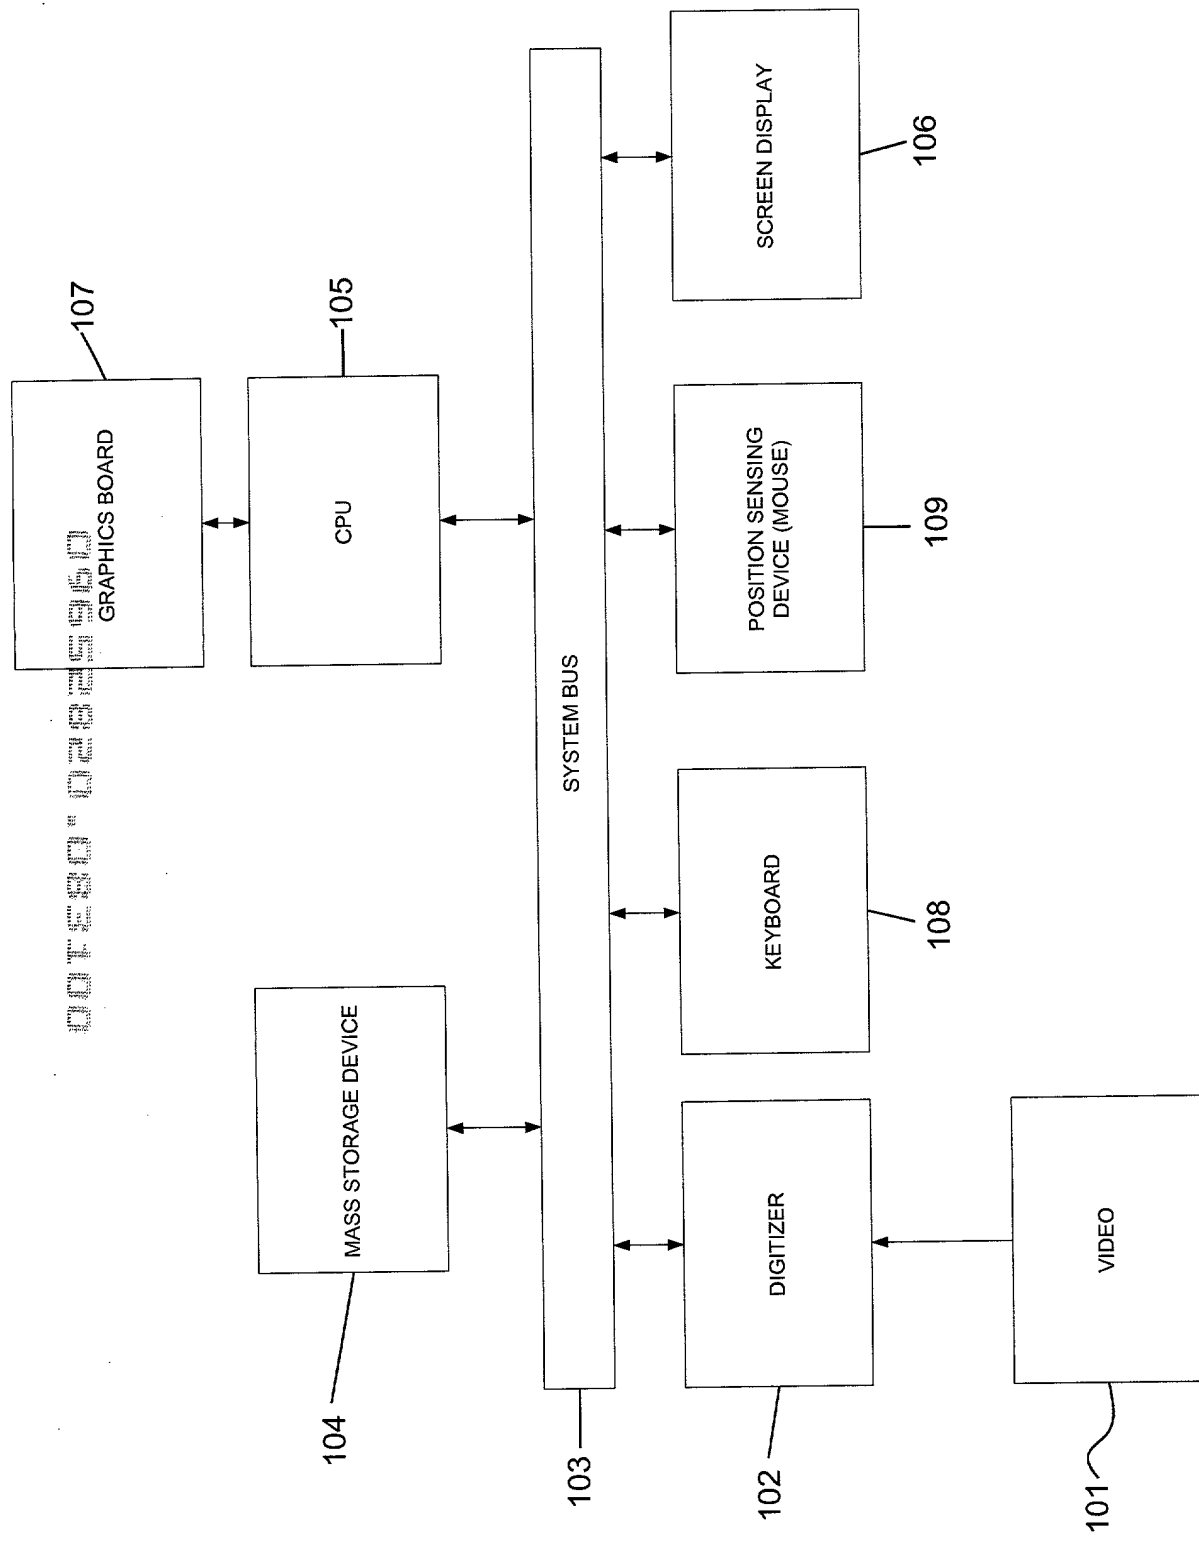 GRAPHICS BOARD
107
MASS STORAGE DEVICE
104
CPU
105
SYSTEM BUS
103
DIGITIZER
102
KEYBOARD
108
POSITION SENSING
DEVICE (MOUSE)
109
SCREEN DISPLAY
106
VIDEO
101